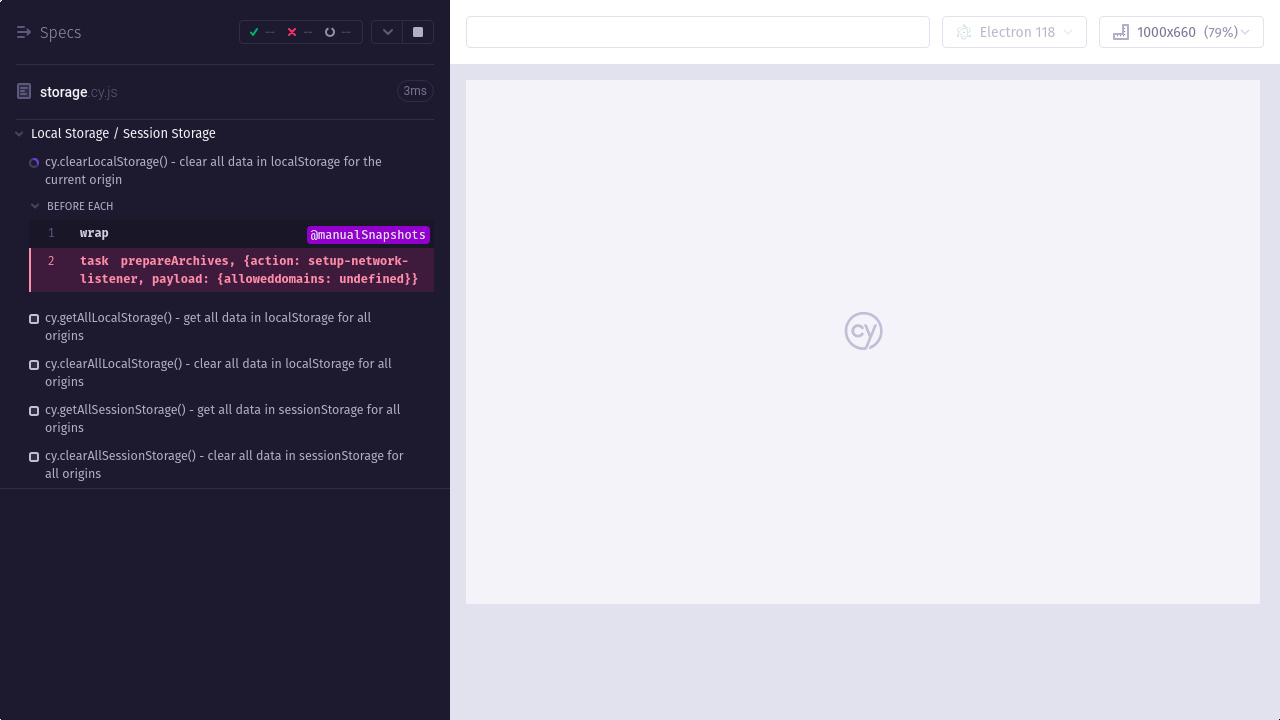 Specs
--
--
--
Electron 118
1000x660 (79%)
storage.cy.js
3ms
Local Storage / Session Storage
cy.clearLocalStorage() - clear all data in localStorage for the
current origin
BEFORE EACH
1 wrap @manualSnapshots
2 task prepareArchives, {action: setup-network-
listener, payload: {alloweddomains: undefined}}
cy.getAllLocalStorage() - get all data in localStorage for all
origins
cy.clearAllLocalStorage() - clear all data in localStorage for all
origins
cy.getAllSessionStorage() - get all data in sessionStorage for all
origins
cy.clearAllSessionStorage() - clear all data in sessionStorage for
all origins
cy